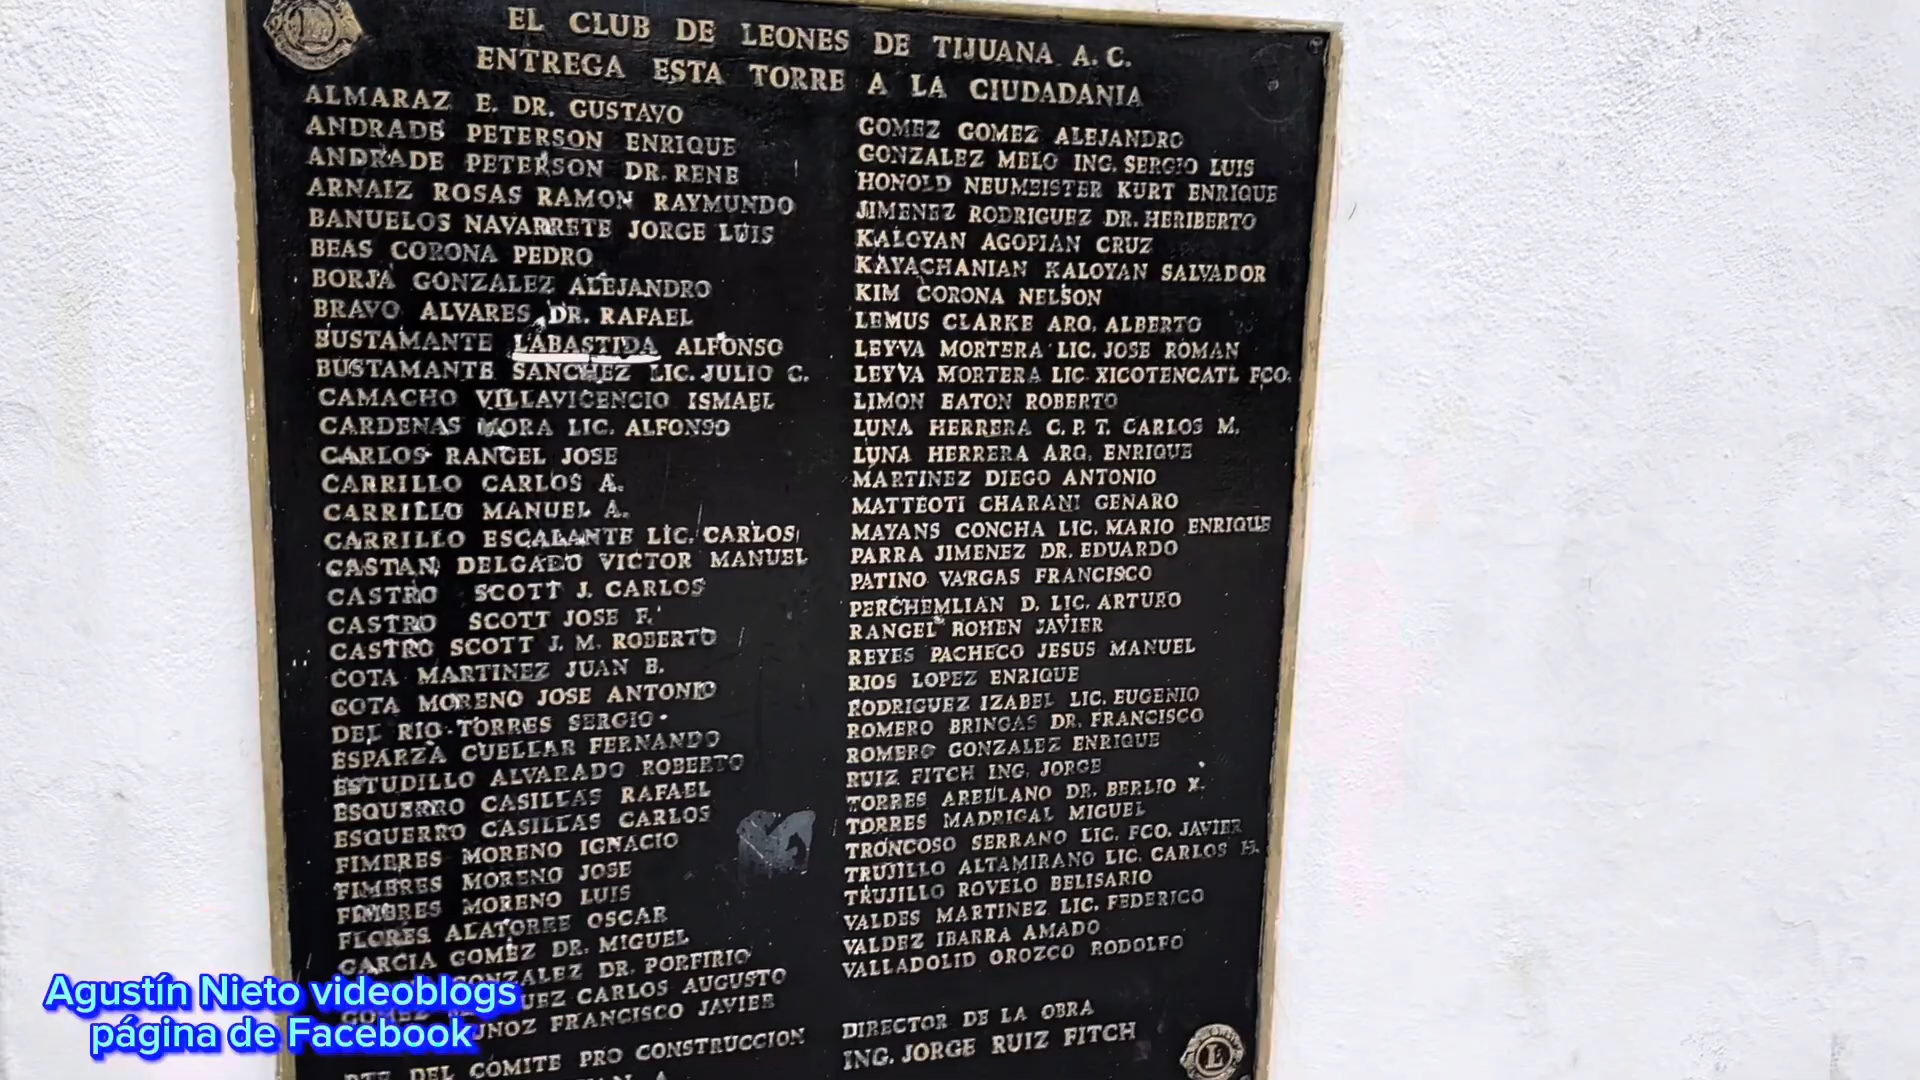 EL CLUB DE LEONES DE TIJUANA A. C.
ENTREGA ESTA TORRE A LA CIUDADANIA
ALMARAZ E. DR. GUSTAVO
ANDRADE PETERSON ENRIQUE
ANDRADE PETERSON DR. RENE
ARNAIZ ROSAS RAMON RAYMUNDO
BANUELOS NAVARRETE JORGE LUIS
BEAS CORONA PEDRO
BORJA GONZALEZ ALEJANDRO
BRAVO ALVARES DR. RAFAEL
BUSTAMANTE LABASTIDA ALFONSO
BUSTAMANTE SANCHEZ LIC. JULIO C.
CAMACHO VILLAVICENCIO ISMAEL
CARDENAS MORA LIC. ALFONSO
CARLOS RANGEL JOSE
CARRILLO CARLOS A.
CARRILLO MANUEL A.
CARRILLO ESCALANTE LIC. CARLOS
CASTAN DELGADO VICTOR MANUEL
CASTRO SCOTT J. CARLOS
CASTRO SCOTT JOSE F.
CASTRO SCOTT J. M. ROBERTO
COTA MARTINEZ JUAN B.
COTA MORENO JOSE ANTONIO
DEL RIO TORRES SERGIO
ESPARZA CUELLAR FERNANDO
ESTUDILLO ALVARADO ROBERTO
ESQUERRO CASILLAS RAFAEL
ESQUERRO CASILLAS CARLOS
FIMBRES MORENO IGNACIO
FIMBRES MORENO JOSE
FIMBRES MORENO LUIS
FLORES ALATORRE OSCAR
GARCIA GOMEZ DR. MIGUEL
GONZALEZ DR. PORFIRIO
CARLOS AUGUSTO
FRANCISCO JAVIER
PTE. DEL COMITE PRO CONSTRUCCION
GOMEZ GOMEZ ALEJANDRO
GONZALEZ MELO ING. SERGIO LUIS
HONOLD NEUMEISTER KURT ENRIQUE
JIMENEZ RODRIGUEZ DR. HERIBERTO
KALOYAN AGOPIAN CRUZ
KAYACHANIAN KALOYAN SALVADOR
KIM CORONA NELSON
LEMUS CLARKE ARQ. ALBERTO
LEYVA MORTERA LIC. JOSE ROMAN
LEYVA MORTERA LIC XICOTENCATL FCO.
LIMON EATON ROBERTO
LUNA HERRERA C. P. T. CARLOS M.
LUNA HERRERA ARQ. ENRIQUE
MARTINEZ DIEGO ANTONIO
MATTEOTI CHARANI GENARO
MAYANS CONCHA LIC. MARIO ENRIQUE
PARRA JIMENEZ DR. EDUARDO
PATINO VARGAS FRANCISCO
PERCHEMLIAN D. LIC. ARTURO
RANGEL ROHEN JAVIER
REYES PACHECO JESUS MANUEL
RIOS LOPEZ ENRIQUE
RODRIGUEZ IZABEL LIC. EUGENIO
ROMERO BRINGAS DR. FRANCISCO
ROMERO GONZALEZ ENRIQUE
RUIZ FITCH ING. JORGE
TORRES ARELLANO DR. BERLIO X.
TORRES MADRIGAL MIGUEL
TRONCOSO SERRANO LIC. FCO. JAVIER
TRUJILLO ALTAMIRANO LIC. CARLOS H.
TRUJILLO ROVELO BELISARIO
VALDES MARTINEZ LIC. FEDERICO
VALDEZ IBARRA AMADO
VALLADOLID OROZCO RODOLFO
DIRECTOR DE LA OBRA
ING. JORGE RUIZ FITCH
L
Agustín Nieto videoblogs
página de Facebook